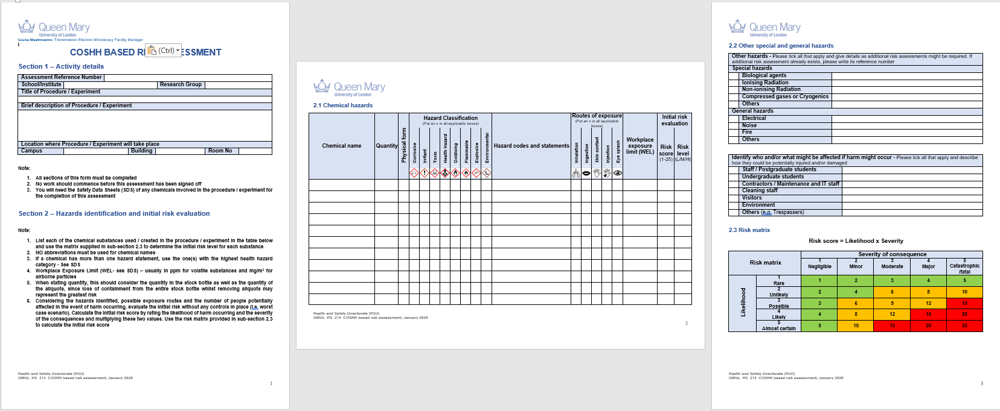 Queen Mary
University of London
Giulia Mastroianni: Transmission Electron Microscopy Facility Manager
COSHH BASED RI ESSMENT
(Ctrl)
Section 1 – Activity details
Assessment Reference Number
School/Institute Research Group
Title of Procedure / Experiment
Brief description of Procedure / Experiment
Location where Procedure / Experiment will take place
Campus Building Room No
Note:
1. All sections of this form must be completed
2. No work should commence before this assessment has been signed off
3. You will need the Safety Data Sheets (SDS) of any chemicals involved in the procedure / experiment for
the completion of this assessment
Section 2 – Hazards identification and initial risk evaluation
Note:
1. List each of the chemical substances used / created in the procedure / experiment in the table below
and use the matrix supplied in sub-section 2.3 to determine the initial risk level for each substance
2. NO abbreviations must be used for chemical names
3. If a chemical has more than one hazard statement, use the one(s) with the highest health hazard
category - See SDS
4. Workplace Exposure Limit (WEL- see SDS) – usually in ppm for volatile substances and mg/m³ for
airborne particles
5. When stating quantity, this should consider the quantity in the stock bottle as well as the quantity of
the aliquots, since loss of containment from the entire stock bottle whilst removing aliquots may
represent the greatest risk
6. Considering the hazards identified, possible exposure routes and the number of people potentially
affected in the event of harm occurring, evaluate the initial risk without any controls in place (i.e. worst
case scenario). Calculate the initial risk score by rating the likelihood of harm occurring and the severity
of the consequences and multiplying these two values. Use the risk matrix provided in sub-section 2.3
to calculate the initial risk score
Health and Safety Directorate (HSD)
QMUL_HS_214_COSHH based risk assessment; January 2020
1
Queen Mary
University of London
2.1 Chemical hazards
Chemical name
Quantity
Physical form
Hazard Classification
(Put an x in all applicable boxes)
Corrosive
Irritant
Toxic
Health Hazard
Oxidising
Flammable
Explosive
Environmental
Hazard codes and statements
Routes of exposure
(Put an x in all applicable
boxes)
Inhalation
Ingestion
Skin contact
Injection
Eye splash
Workplace
exposure
limit (WEL)
Initial risk
evaluation
Risk
score
(1-25)
Risk
level
(L/M/H)
Health and Safety Directorate (HSD)
QMUL_HS_214_COSHH based risk assessment; January 2020
2
Queen Mary
University of London
2.2 Other special and general hazards
Other hazards - Please tick all that apply and give details as additional risk assessments might be required. If
additional risk assessment already exists, please write its reference number
Special hazards
Biological agents
Ionising Radiation
Non-ionising Radiation
Compressed gases or Cryogenics
Others
General hazards
Electrical
Noise
Fire
Others
Identify who and/or what might be affected if harm might occur - Please tick all that apply and describe
how they could be potentially injured and/or damaged
Staff / Postgraduate students
Undergraduate students
Contractors / Maintenance and IT staff
Cleaning staff
Visitors
Environment
Others (e.g. Trespassers)
2.3 Risk matrix
Risk score = Likelihood x Severity
Risk matrix
Severity of consequence
1 2 3 4 5
Negligible Minor Moderate Major Catastrophic
/fatal
Likelihood
1
Rare
1 2 3 4 5
2
Unlikely
2 4 6 8 10
3
Possible
3 6 9 12 15
4
Likely
4 8 12 16 20
5
Almost certain
5 10 15 20 25
Health and Safety Directorate (HSD)
QMUL_HS_214_COSHH based risk assessment; January 2020
3